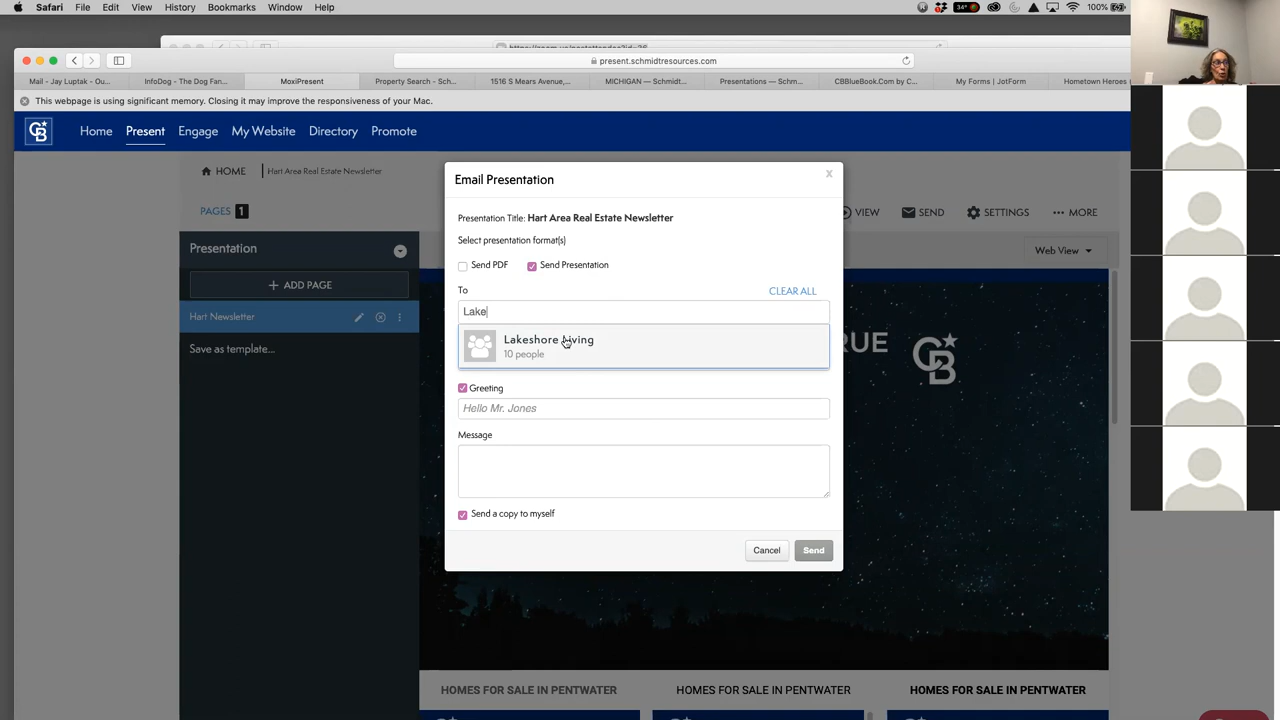 Safari File Edit View History Bookmarks Window Help 34° 100%
present.schmidtresources.com
Mail - Jay Luptak - Ou... InfoDog - The Dog Fan... MoxiPresent Property Search - Sc... 1516 S Mears Avenue,... MICHIGAN — Schmidt... Presentations — Schm... CBBlueBook.Com by C... My Forms | JotForm Hometown Heroes
This webpage is using significant memory. Closing it may improve the responsiveness of your Mac.
CB Home Present Engage My Website Directory Promote
HOME Hart Area Real Estate Newsletter
PAGES 1 VIEW SEND SETTINGS ••• MORE
Presentation
Web View
+ ADD PAGE
Hart Newsletter
Save as template...
Email Presentation X
Presentation Title: Hart Area Real Estate Newsletter
Select presentation format(s)
Send PDF Send Presentation
To CLEAR ALL
Lake
Lakeshore Living
10 people
RUE CB
Greeting
Hello Mr. Jones
Message
Send a copy to myself
Cancel Send
HOMES FOR SALE IN PENTWATER HOMES FOR SALE IN PENTWATER HOMES FOR SALE IN PENTWATER